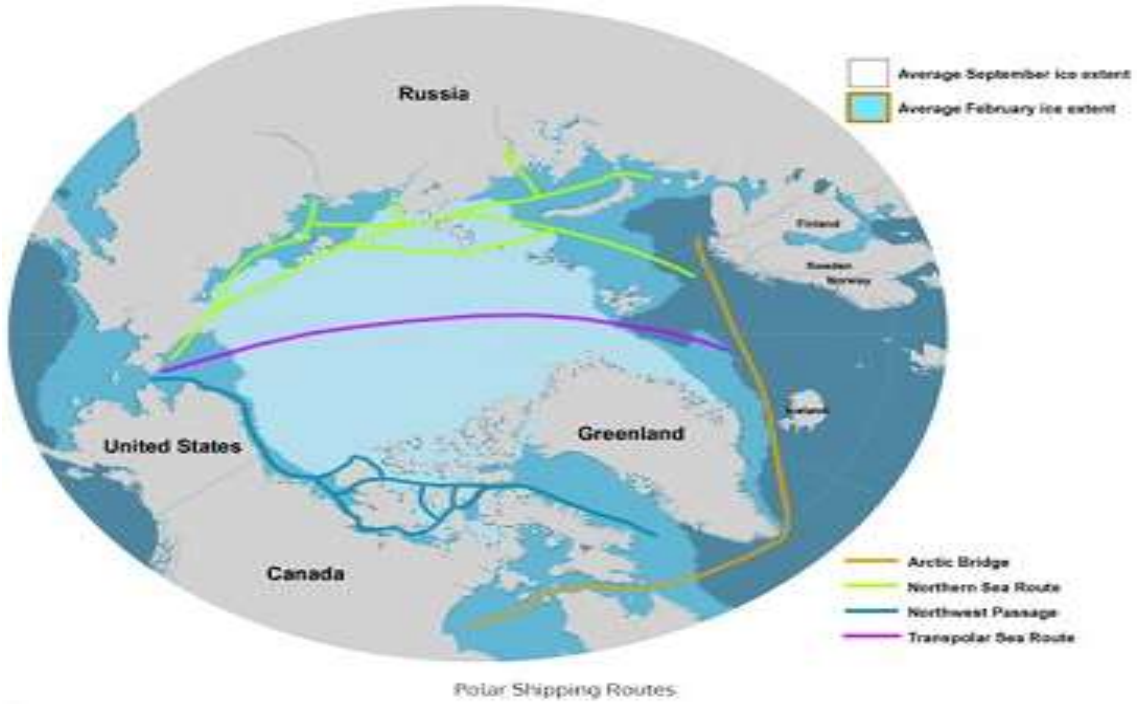 Average September ice extent
Average February ice extent
Russia
Finland
Sweden
Norway
Iceland
United States
Greenland
Canada
Arctic Bridge
Northern Sea Route
Northwest Passage
Transpolar Sea Route
Polar Shipping Routes